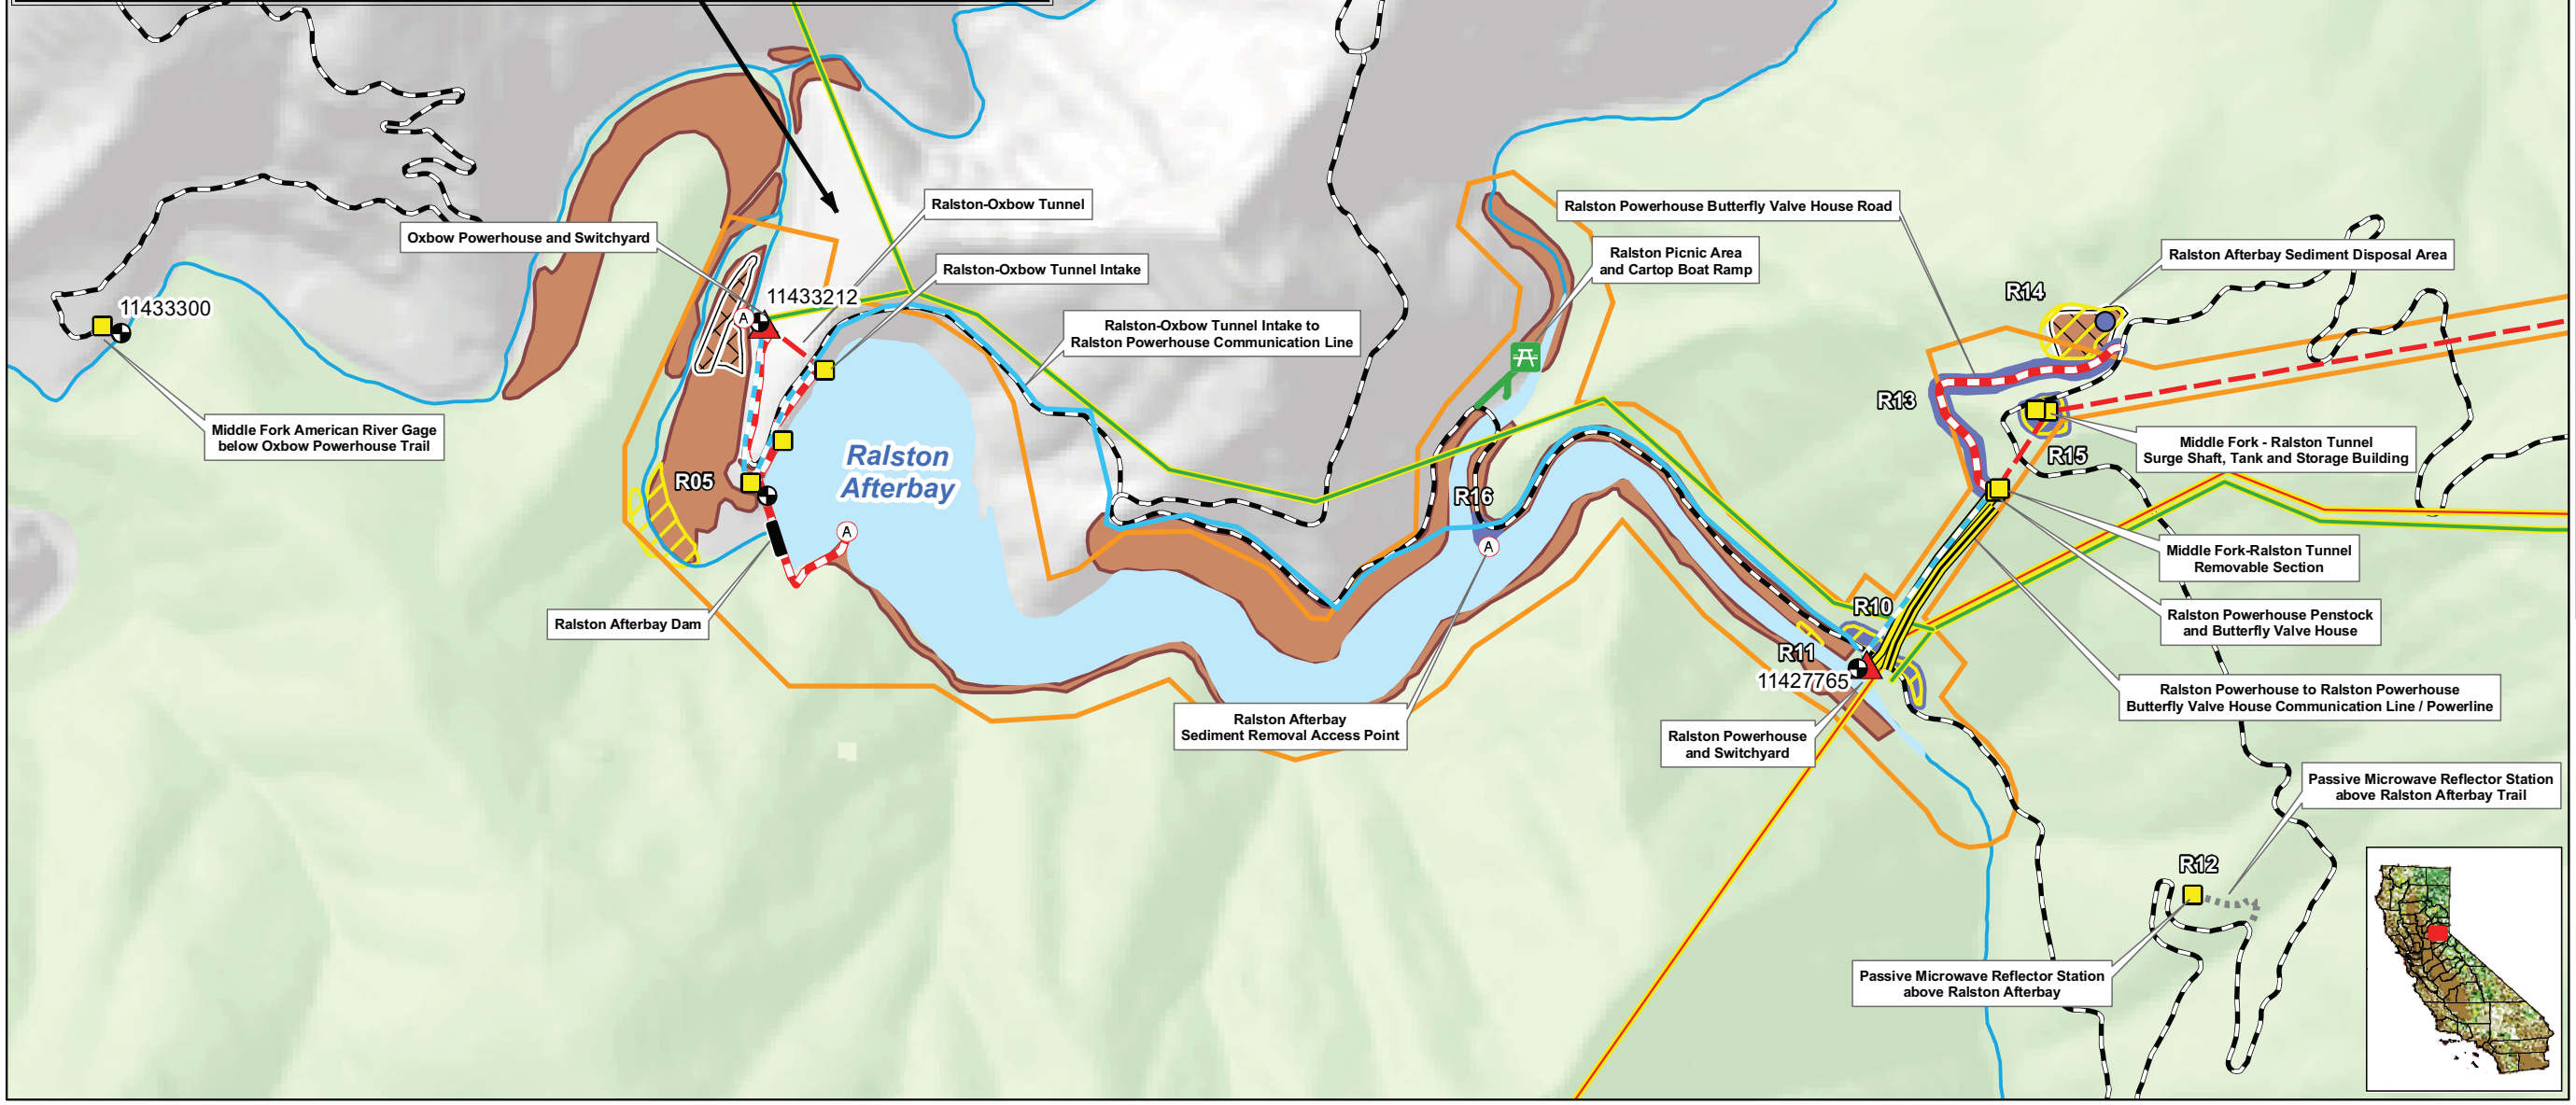 Ralston-Oxbow Tunnel
Ralston Powerhouse Butterfly Valve House Road
Oxbow Powerhouse and Switchyard
Ralston Picnic Area
and Cartop Boat Ramp
Ralston Afterbay Sediment Disposal Area
Ralston-Oxbow Tunnel Intake
R14
11433212
11433300
A
Ralston-Oxbow Tunnel Intake to
Ralston Powerhouse Communication Line
R13
Middle Fork American River Gage
below Oxbow Powerhouse Trail
Middle Fork - Ralston Tunnel
Surge Shaft, Tank and Storage Building
R15
Ralston
Afterbay
R05
R16
A
A
Middle Fork-Ralston Tunnel
Removable Section
R10
Ralston Afterbay Dam
Ralston Powerhouse Penstock
and Butterfly Valve House
R11
11427765
Ralston Powerhouse to Ralston Powerhouse
Butterfly Valve House Communication Line / Powerline
Ralston Afterbay
Sediment Removal Access Point
Ralston Powerhouse
and Switchyard
Passive Microwave Reflector Station
above Ralston Afterbay Trail
R12
Passive Microwave Reflector Station
above Ralston Afterbay